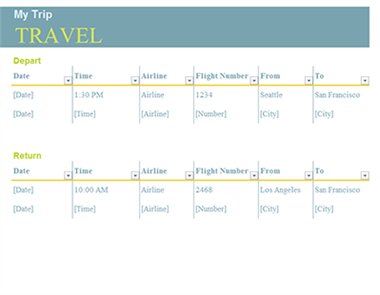 My Trip
TRAVEL
Depart
Date Time Airline Flight Number From To
[Date] 1:30 PM Airline 1234 Seattle San Francisco
[Date] [Time] [Airline] [Number] [City] [City]
Return
Date Time Airline Flight Number From To
[Date] 10:00 AM Airline 2468 Los Angeles San Francisco
[Date] [Time] [Airline] [Number] [City] [City]